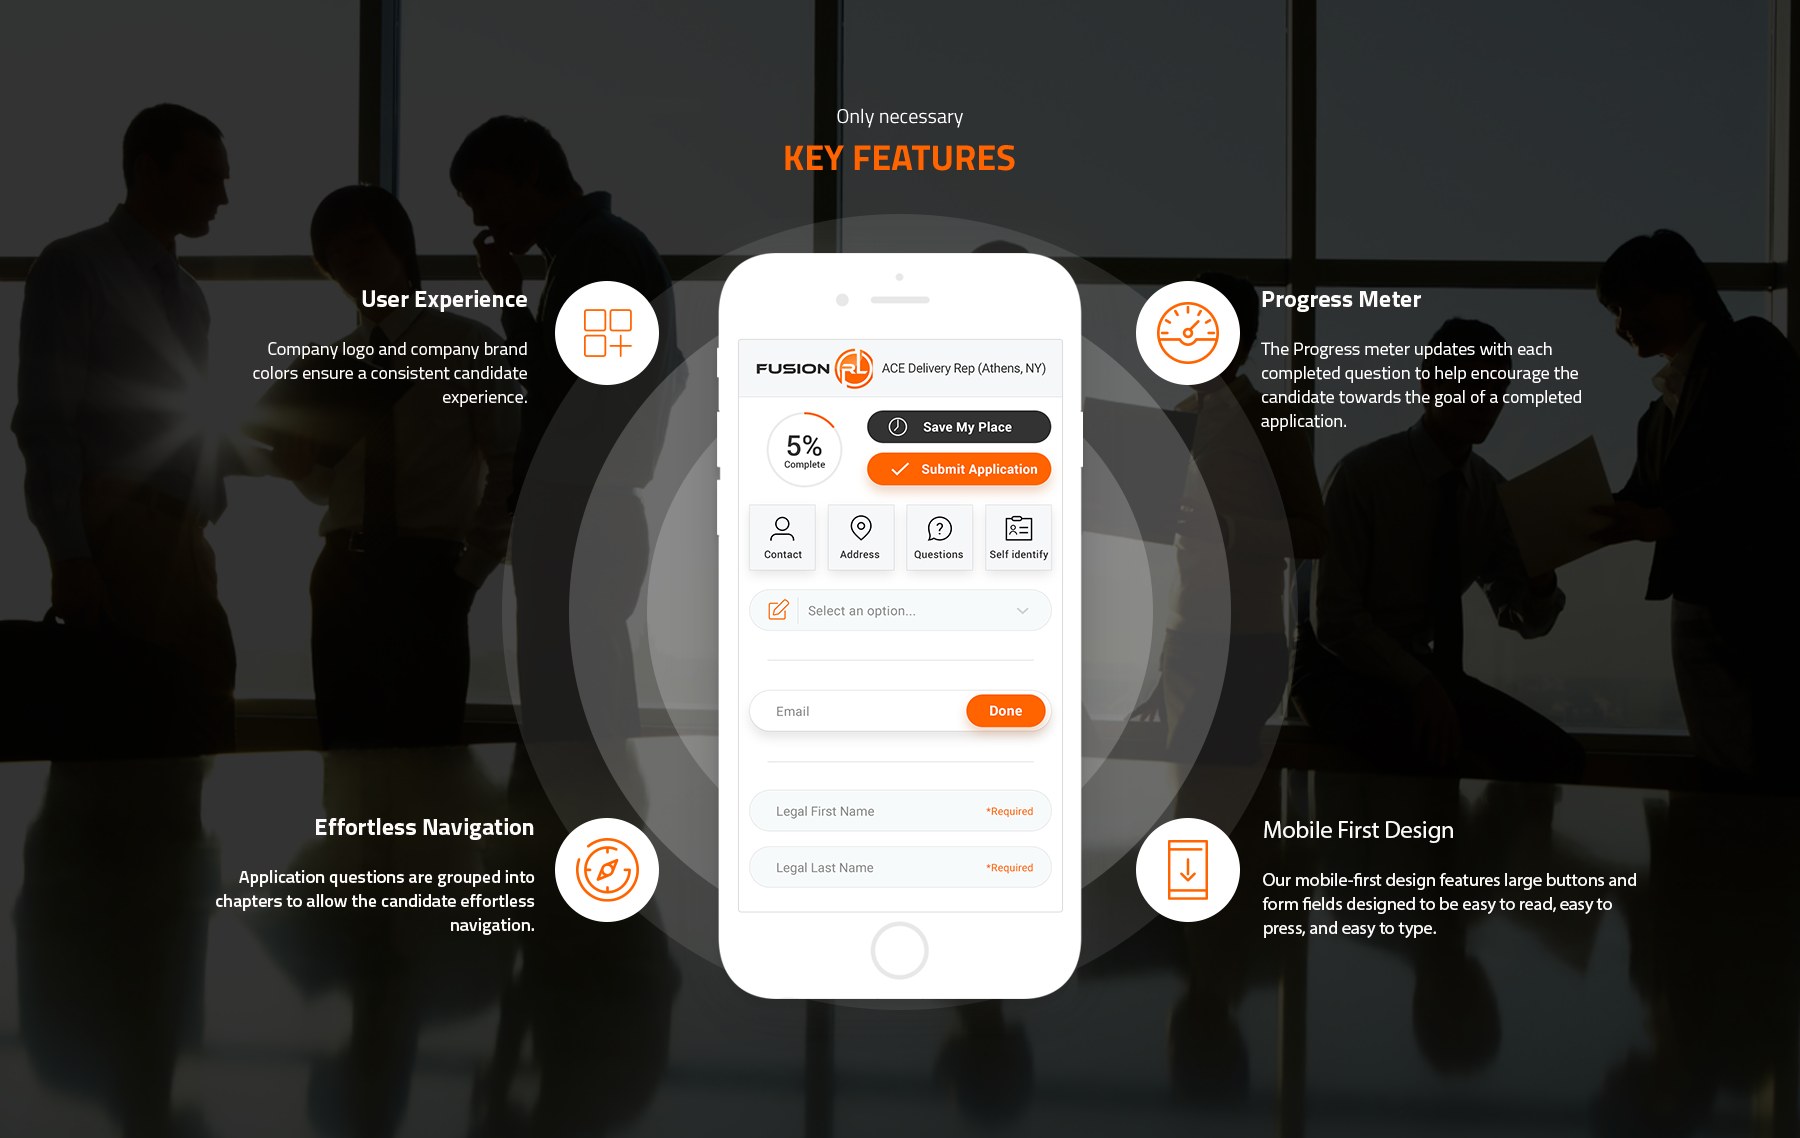 Only necessary
KEY FEATURES
User Experience
Company logo and company brand
colors ensure a consistent candidate
experience.
Progress Meter
The Progress meter updates with each
completed question to help encourage the
candidate towards the goal of a completed
application.
FUSION RL ACE Delivery Rep (Athens, NY)
5%
Complete
Save My Place
Submit Application
Contact
Address
Questions
Self identify
Select an option...
Email
Done
Legal First Name *Required
Legal Last Name *Required
Effortless Navigation
Application questions are grouped into
chapters to allow the candidate effortless
navigation.
Mobile First Design
Our mobile-first design features large buttons and
form fields designed to be easy to read, easy to
press, and easy to type.